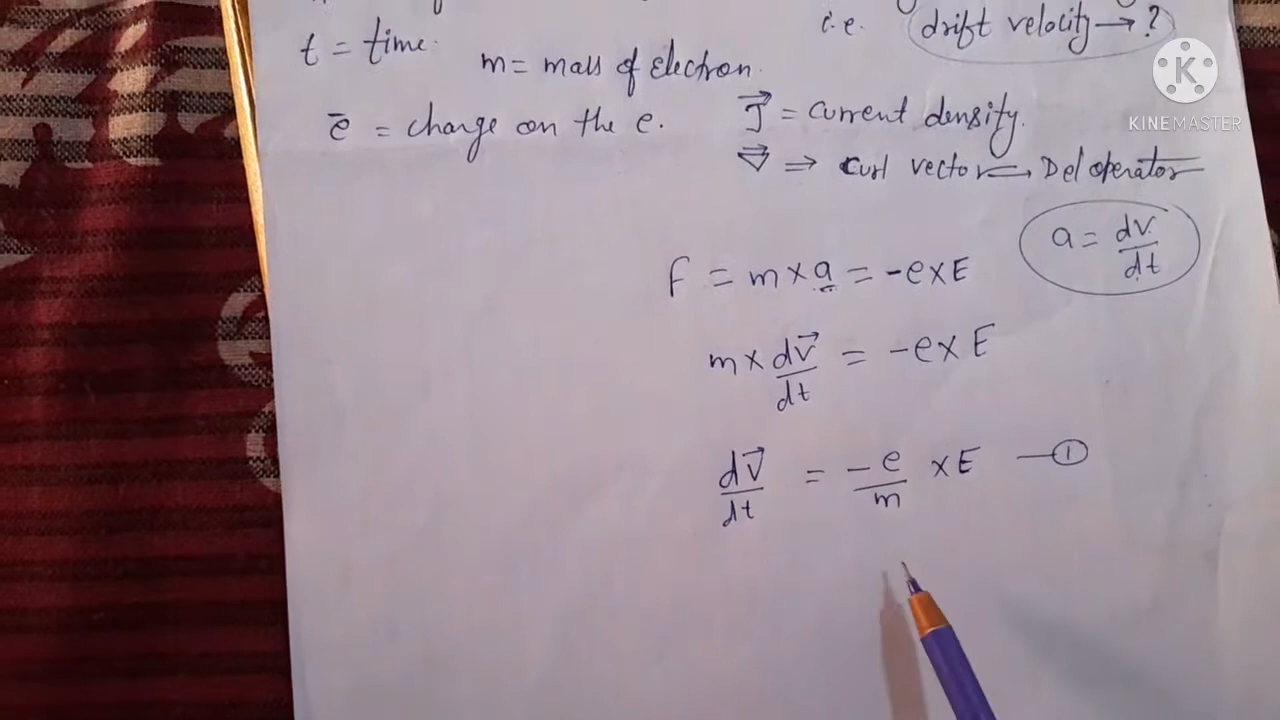 i.e. drift velocity → ?
t = time.
m = mass of electron.
K
KINEMASTER
ē = charge on the e.
J⃗ = Current density.
∇⃗ ⇒ Curl vector ⇌ Del operator
a = dv/dt
F = m × a = -e × E
m × dv⃗/dt = -e × E
dv⃗/dt = -e/m × E — ①